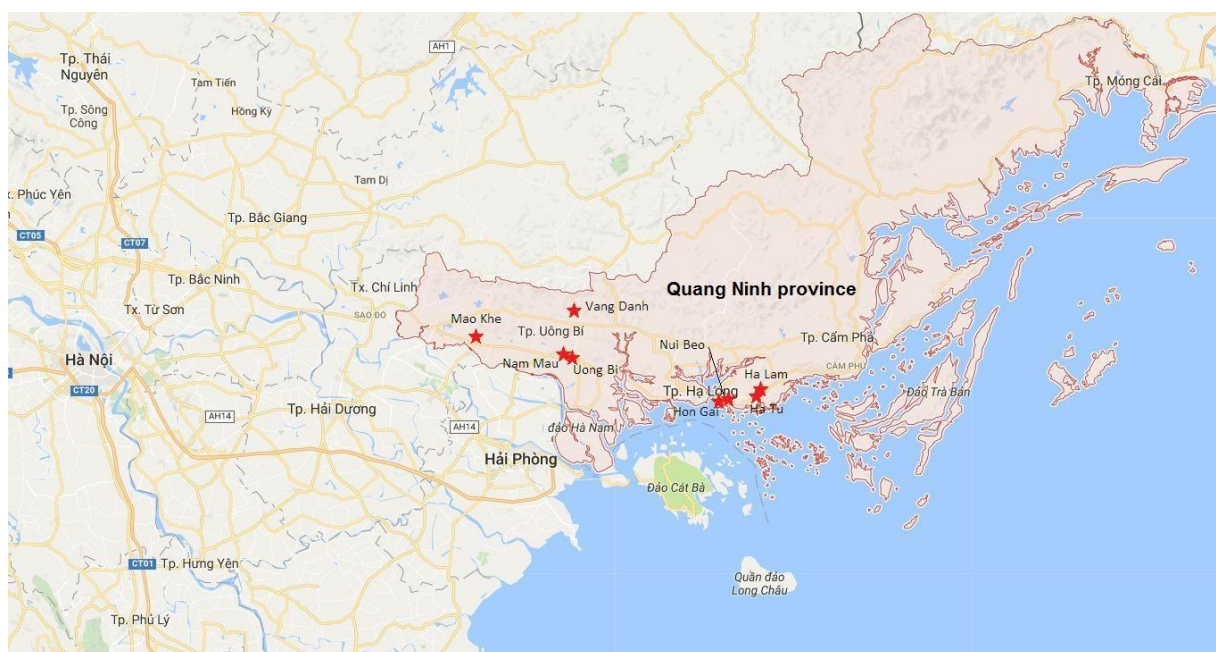 Tp. Thái
Nguyên
AH1
Tạm Tiến
Tp. Móng Cái
Tp. Sông
Công
Hồng Kỳ
Tam Dị
x. Phúc Yên
Tp. Bắc Giang
CT05
CT07
Tp. Bắc Ninh
Tx. Chí Linh
Quang Ninh province
Vang Danh
Tx. Từ Sơn
SAO ĐỎ
Mao Khe
Tp. Uông Bí
Tp. Cẩm Phả
Nui Beo
Hà Nội
Nam Mau
Uong Bi
CẨM PHÚ
Ha Lam
CT20
Tp. Hạ Long
Đảo Trà Bản
Tp. Hải Dương
AH14
Hon Gai
Ha Tu
AH14
đảo Hà Nam
Hải Phòng
Đảo Cát Bà
CT01
Tp. Hưng Yên
Quần đảo
Long Châu
Tp. Phủ Lý